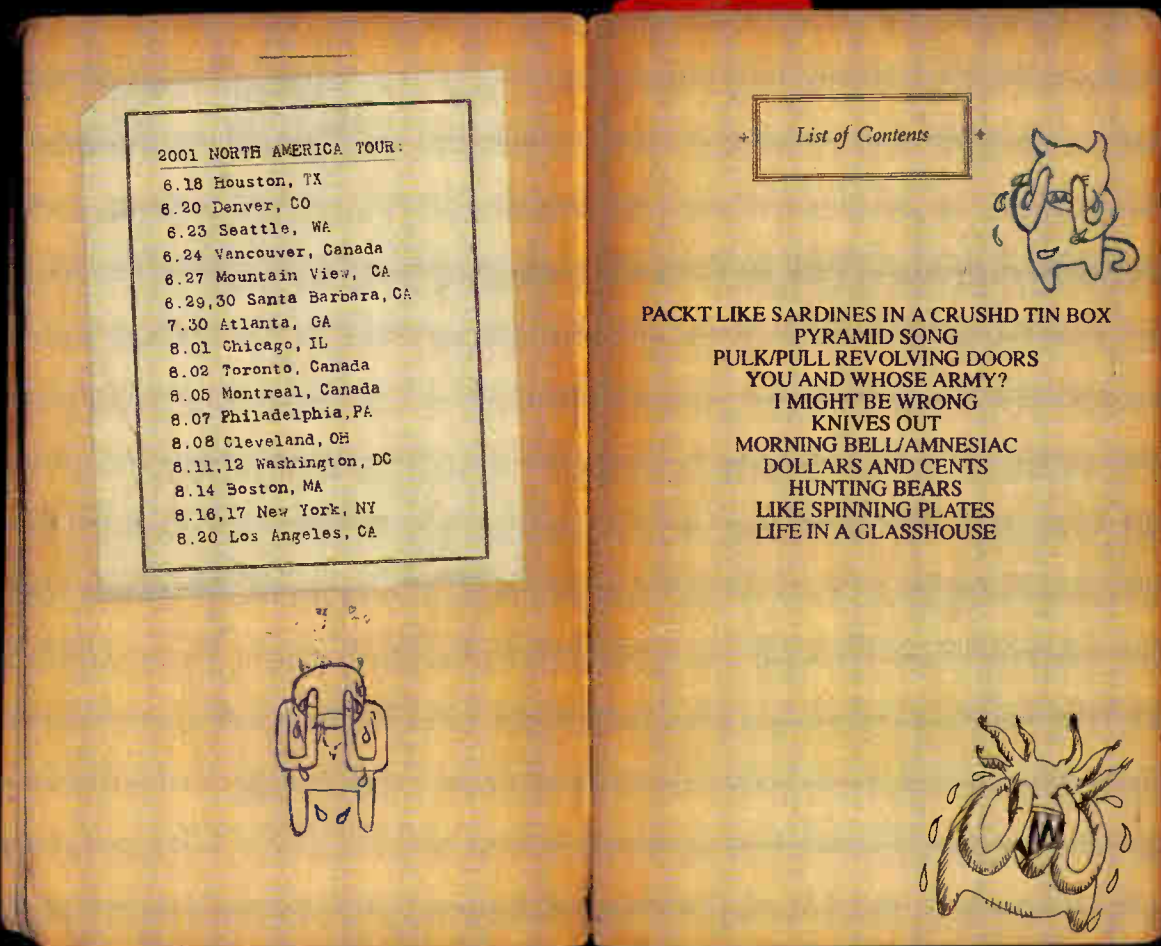 2001 NORTH AMERICA TOUR:
6.18 Houston, TX
6.20 Denver, CO
6.23 Seattle, WA
6.24 Vancouver, Canada
6.27 Mountain View, CA
6.29,30 Santa Barbara, CA
7.30 Atlanta, GA
8.01 Chicago, IL
8.02 Toronto, Canada
8.05 Montreal, Canada
8.07 Philadelphia, PA
8.08 Cleveland, OH
8.11,12 Washington, DC
8.14 Boston, MA
8.16,17 New York, NY
8.20 Los Angeles, CA
List of Contents
PACKT LIKE SARDINES IN A CRUSHD TIN BOX
PYRAMID SONG
PULK/PULL REVOLVING DOORS
YOU AND WHOSE ARMY?
I MIGHT BE WRONG
KNIVES OUT
MORNING BELL/AMNESIAC
DOLLARS AND CENTS
HUNTING BEARS
LIKE SPINNING PLATES
LIFE IN A GLASSHOUSE